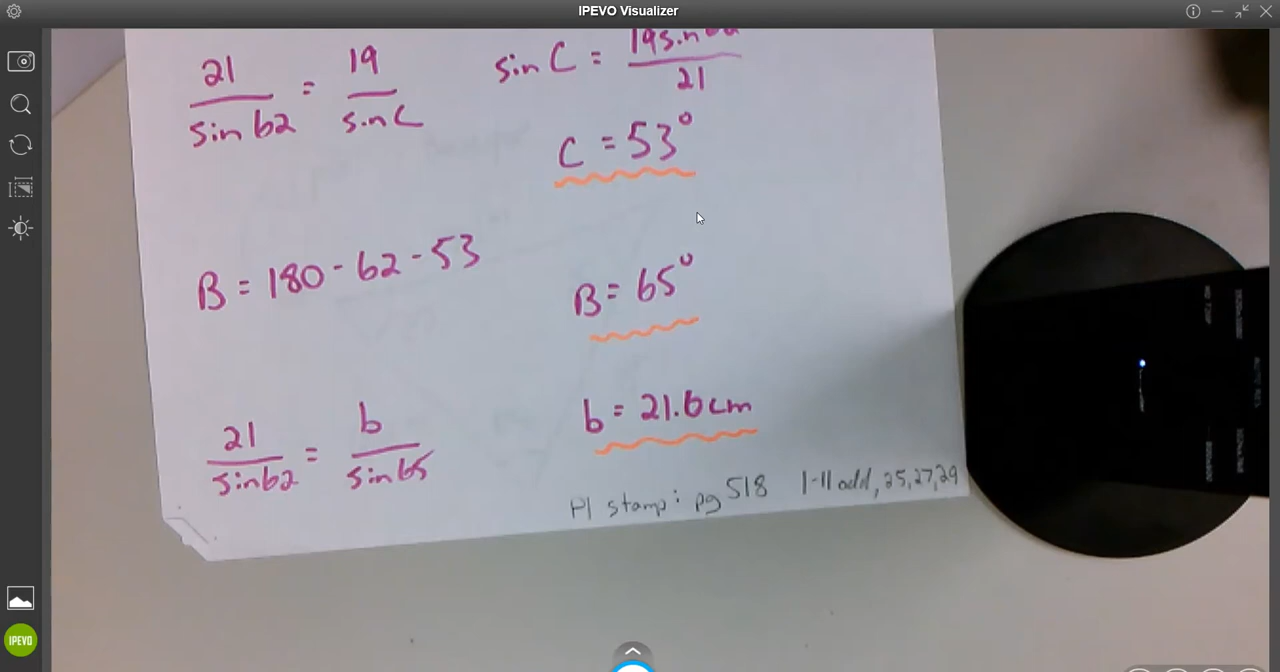 IPEVO Visualizer
21/sin 62 = 19/sin C
sin C = 19 sin 62/21
C = 53°
B = 180 - 62 - 53
B = 65°
21/sin 62 = b/sin 65
b = 21.6 cm
P1 stamp: pg 518 1-11 odd, 25, 27, 29
IPEVO